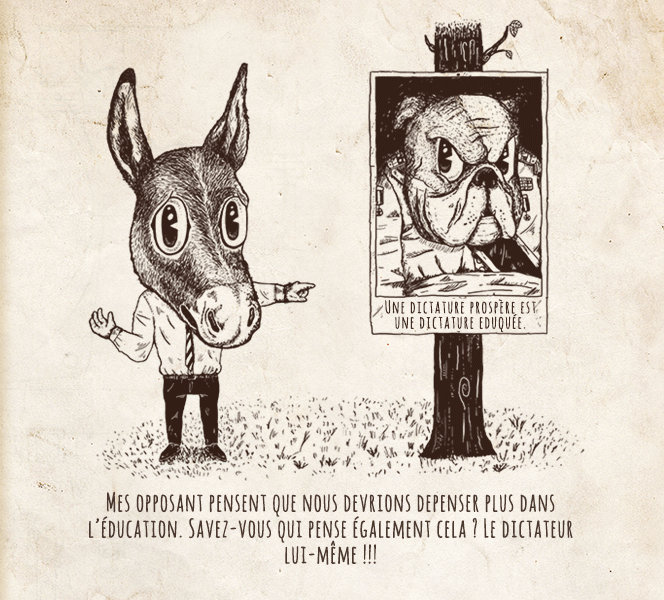 Une dictature prospère est
une dictature eduquée.
Mes opposant pensent que nous devrions depenser plus dans
l'éducation. Savez-vous qui pense également cela ? Le dictateur
lui-même !!!